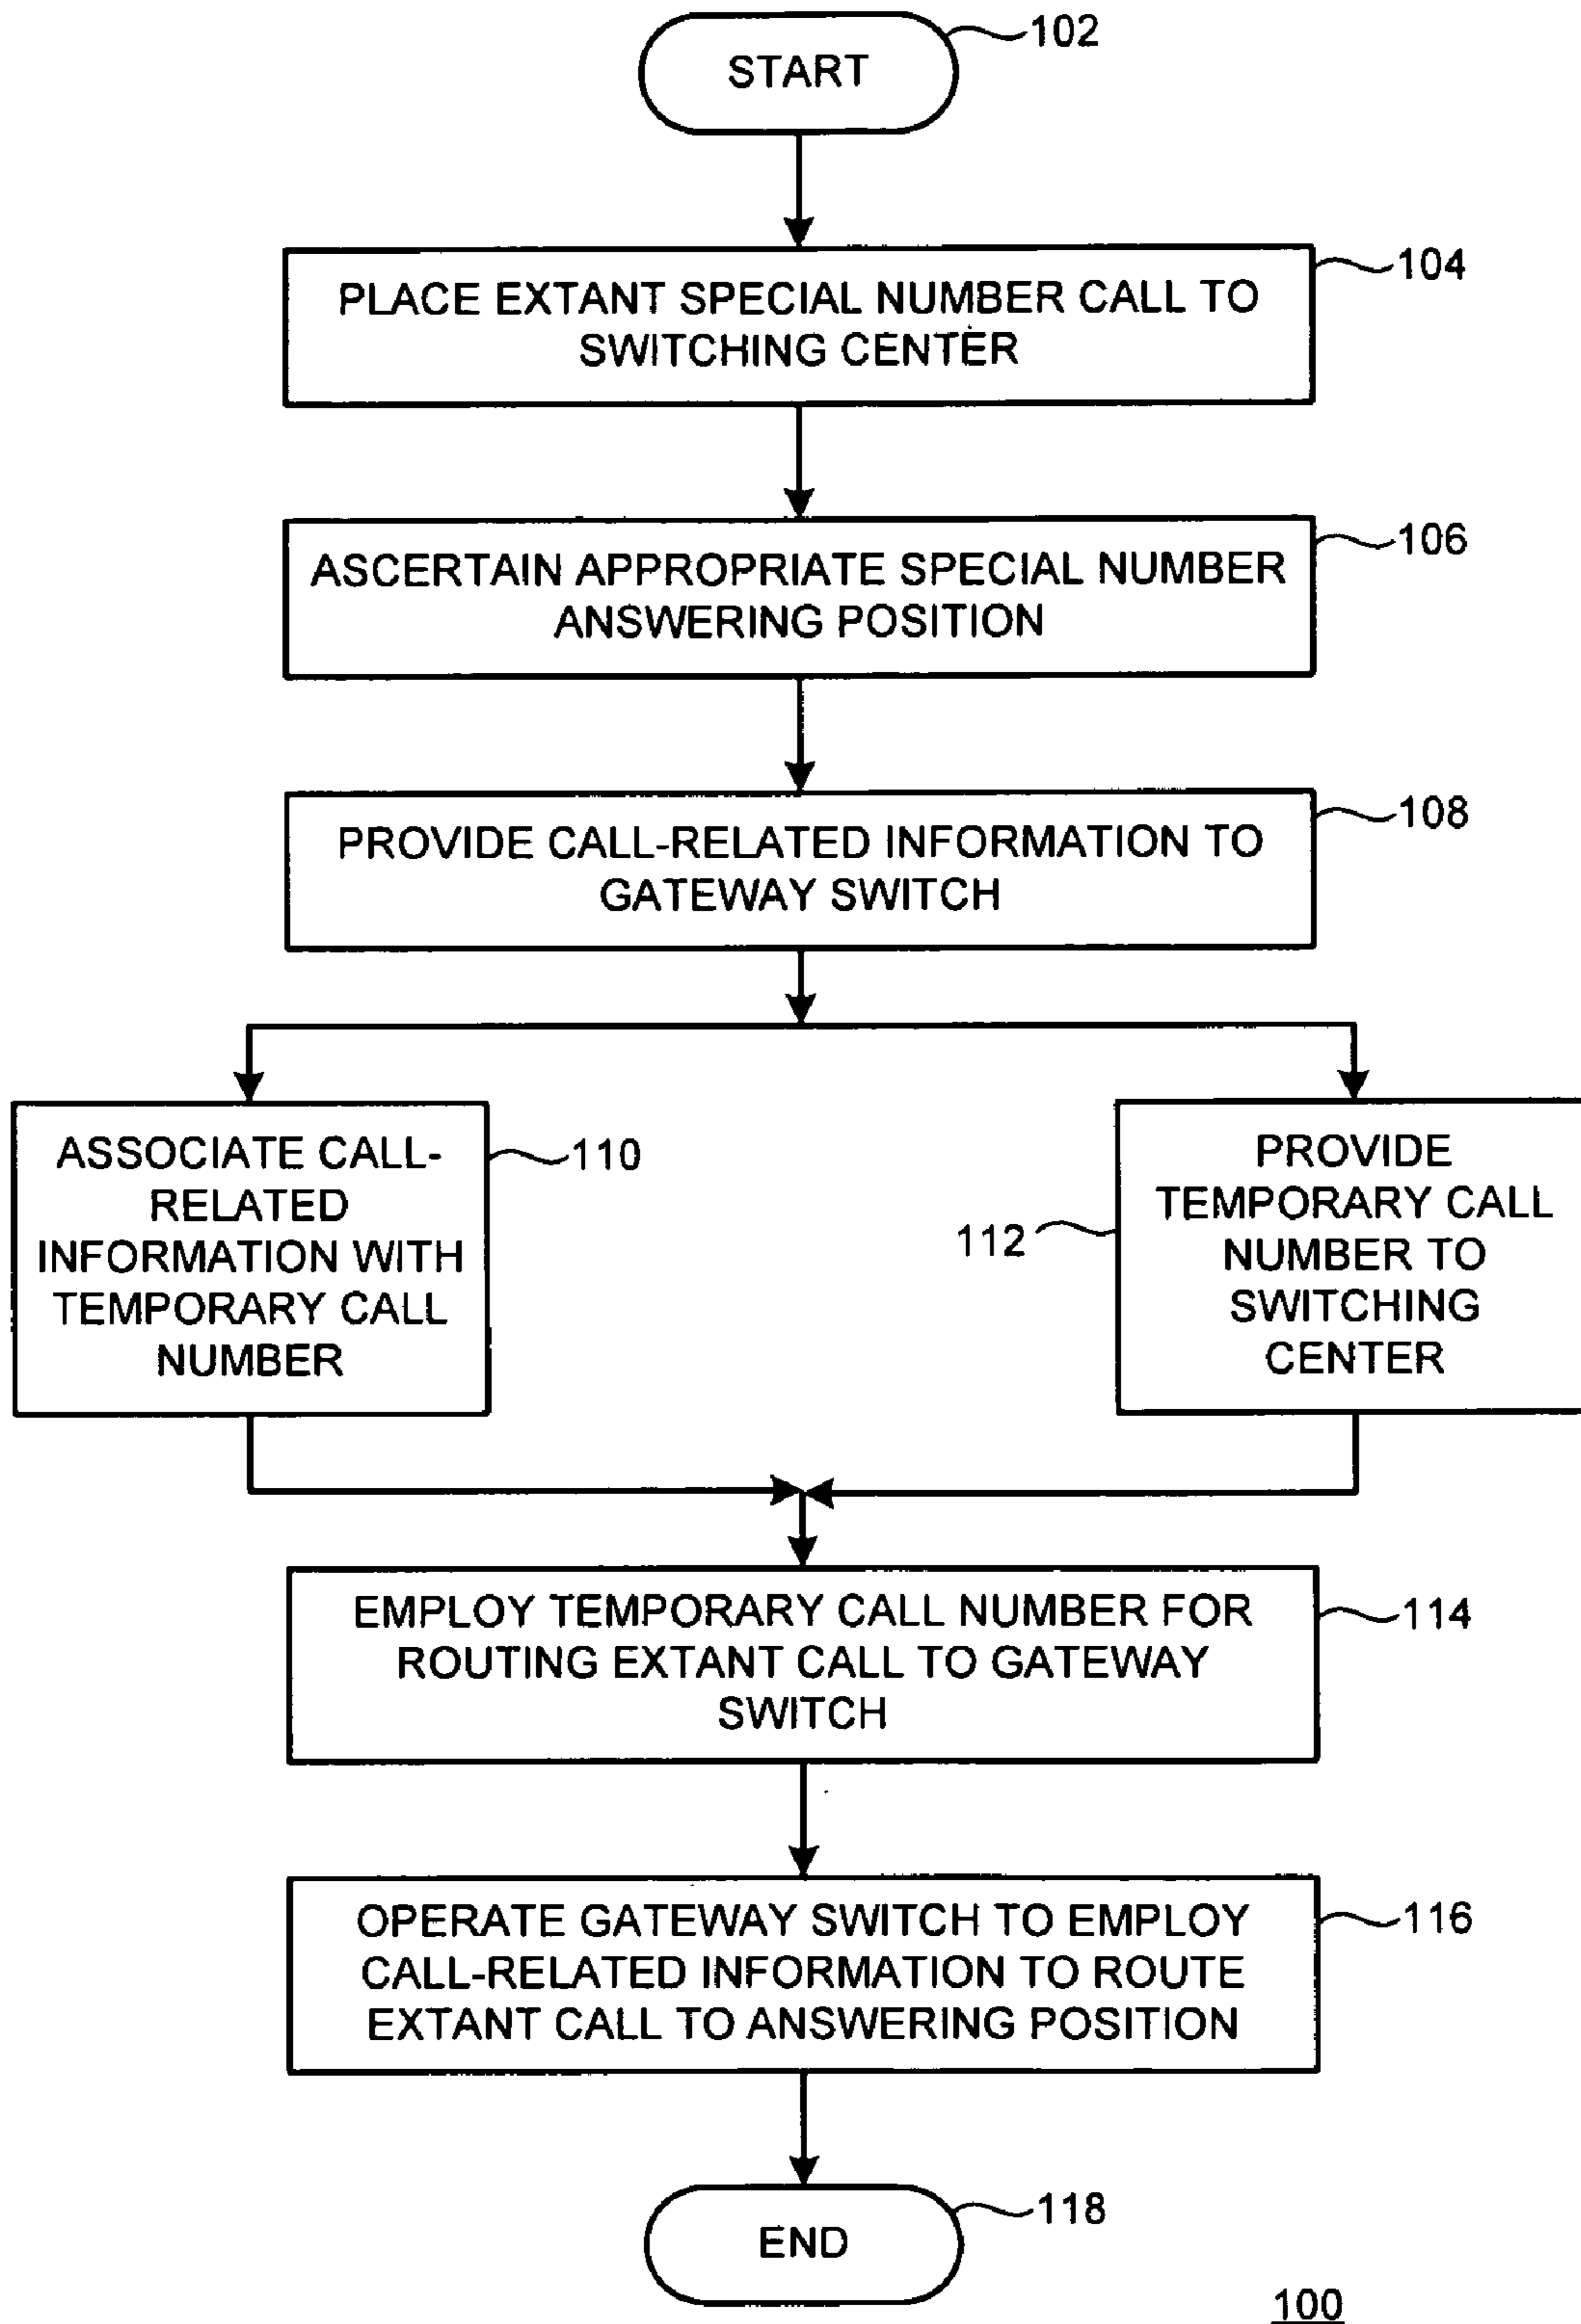 START
102
PLACE EXTANT SPECIAL NUMBER CALL TO
SWITCHING CENTER
104
ASCERTAIN APPROPRIATE SPECIAL NUMBER
ANSWERING POSITION
106
PROVIDE CALL-RELATED INFORMATION TO
GATEWAY SWITCH
108
ASSOCIATE CALL-
RELATED
INFORMATION WITH
TEMPORARY CALL
NUMBER
110
112
PROVIDE
TEMPORARY CALL
NUMBER TO
SWITCHING
CENTER
EMPLOY TEMPORARY CALL NUMBER FOR
ROUTING EXTANT CALL TO GATEWAY
SWITCH
114
OPERATE GATEWAY SWITCH TO EMPLOY
CALL-RELATED INFORMATION TO ROUTE
EXTANT CALL TO ANSWERING POSITION
116
END
118
100